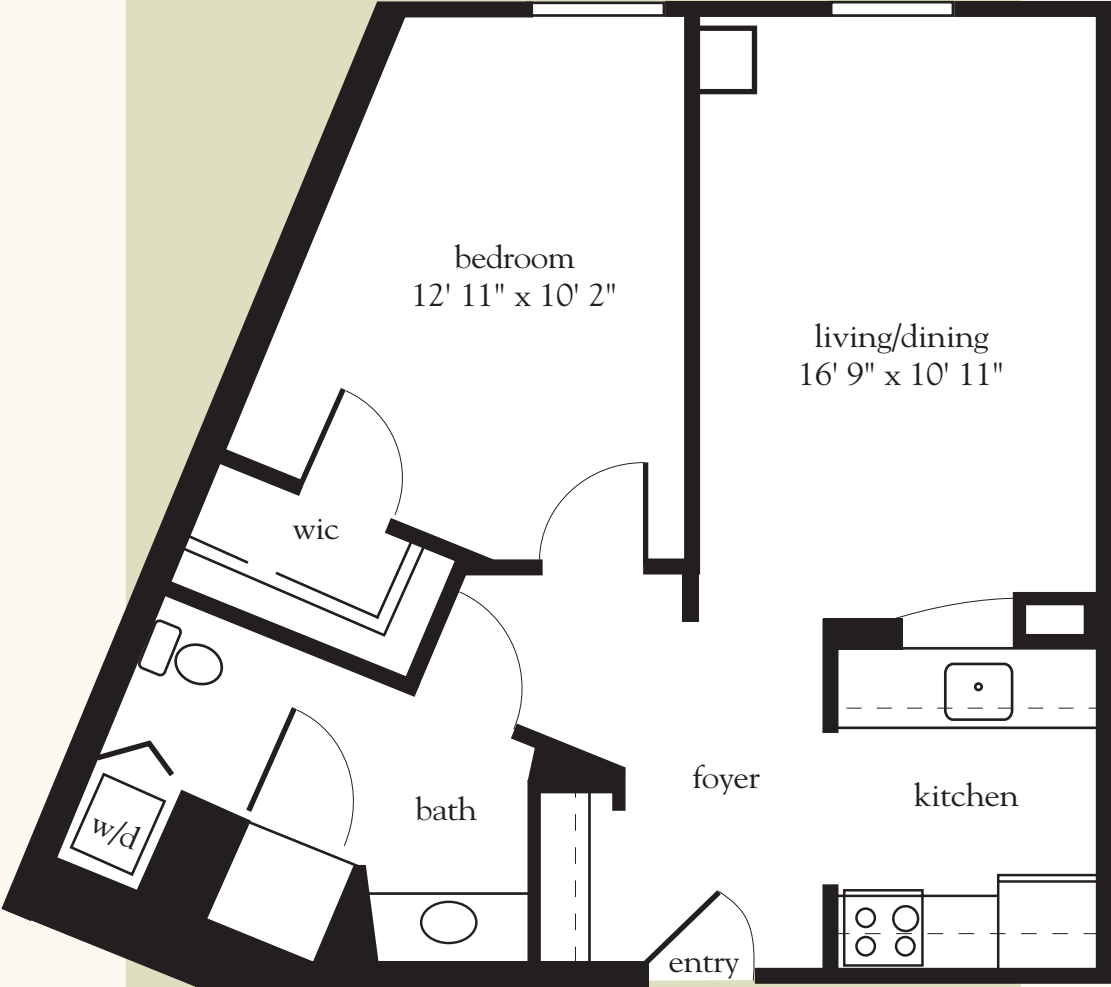 bedroom
12' 11" x 10' 2"
living/dining
16' 9" x 10' 11"
wic
foyer
kitchen
bath
w/d
entry